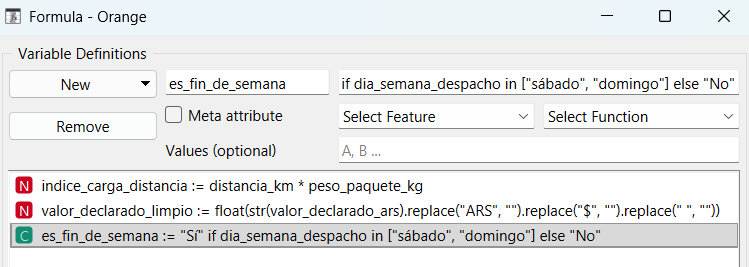 Formula - Orange
Variable Definitions
New
es_fin_de_semana
if dia_semana_despacho in ["sábado", "domingo"] else "No"
Remove
Meta attribute
Select Feature
Select Function
Values (optional)
A, B ...
N indice_carga_distancia := distancia_km * peso_paquete_kg
N valor_declarado_limpio := float(str(valor_declarado_ars).replace("ARS", "").replace("$", "").replace(" ", ""))
C es_fin_de_semana := "Sí" if dia_semana_despacho in ["sábado", "domingo"] else "No"